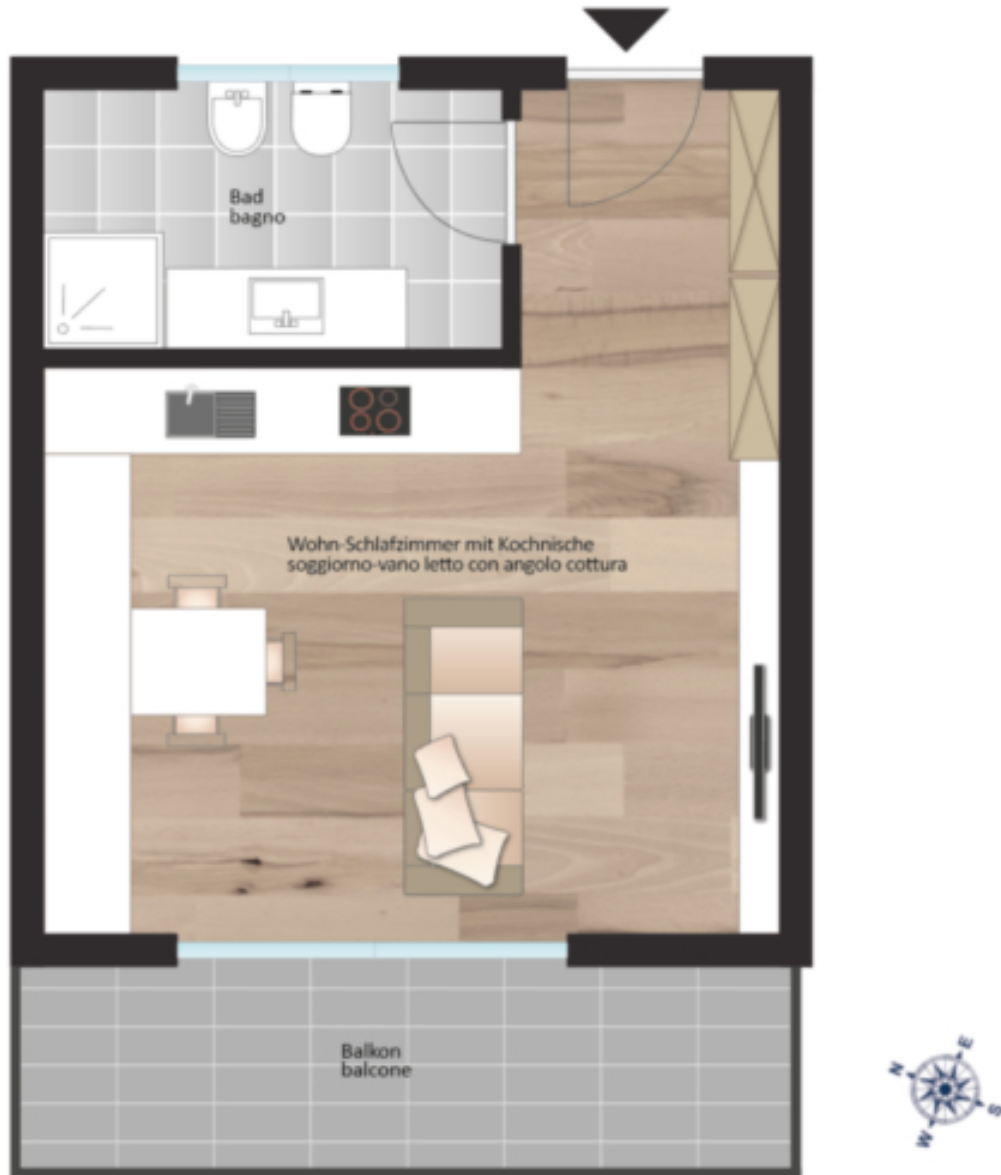 Bad
bagno
Wohn-Schlafzimmer mit Kochnische
soggiorno-vano letto con angolo cottura
Balkon
balcone
N
E
W
S